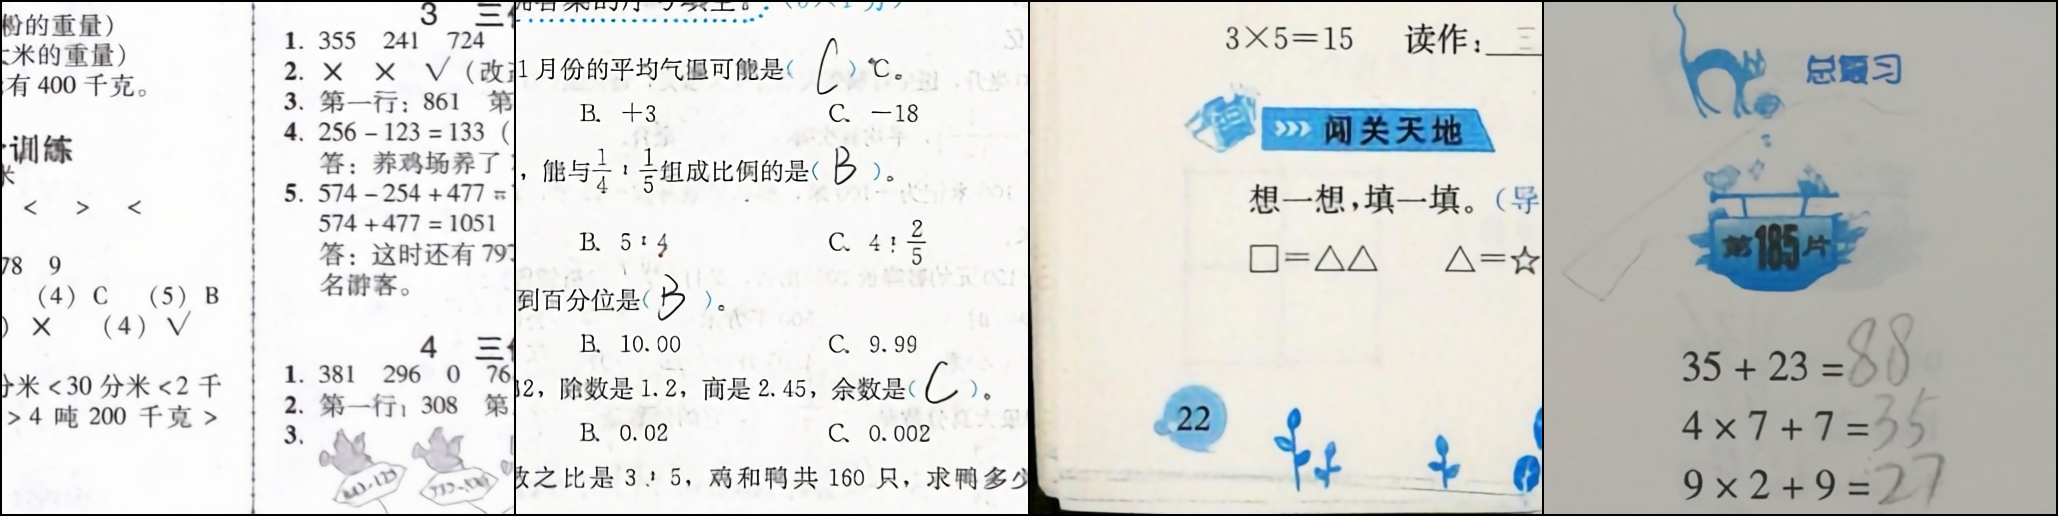 粉的重量)
米的重量)
有 400 千克。
训练
米
< > <
78 9
(4) C (5) B
) × (4) √
分米<30 分米<2 千
>4 吨 200 千克 >
3 三
1. 355 241 724
2. × × √ (改
3. 第一行: 861 第
4. 256-123=133 (
答: 养鸡场养了
5. 574-254+477=
574+477=1051
答: 这时还有 797
名游客。
4 三
1. 381 296 0 76
2. 第一行: 308 第
3.
1 月份的平均气温可能是( C )℃。
B. +3 C. -18
, 能与1/4∶1/5组成比例的是( B )。
B. 5∶4 C. 4∶2/5
到百分位是( B )。
B. 10.00 C. 9.99
12, 除数是 1.2, 商是 2.45, 余数是( C )。
B. 0.02 C. 0.002
数之比是 3∶5, 鸡和鸭共 160 只, 求鸭多少
3×5=15 读作: 三
>>> 闯关天地
想一想,填一填。(导
□=△△ △=☆
22
总复习
第185片
35+23=88
4×7+7=35
9×2+9=27